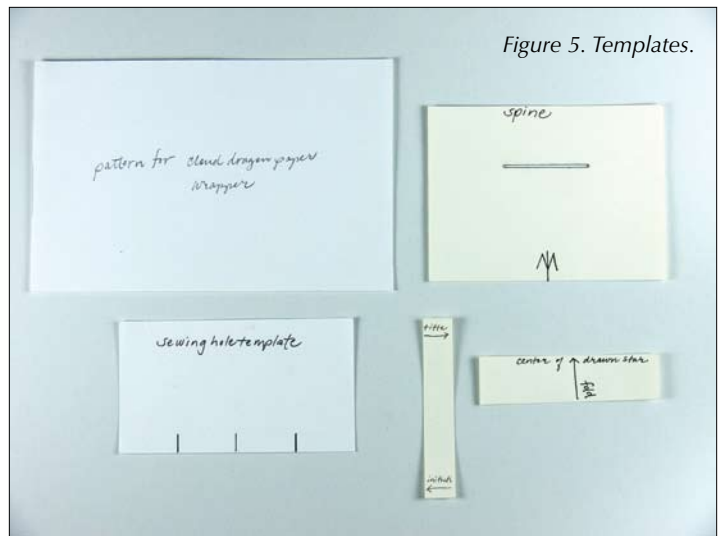 Figure 5. Templates.
pattern for cloud dragon paper
wrapper
spine
sewing hole template
title
initials
center of drawn star